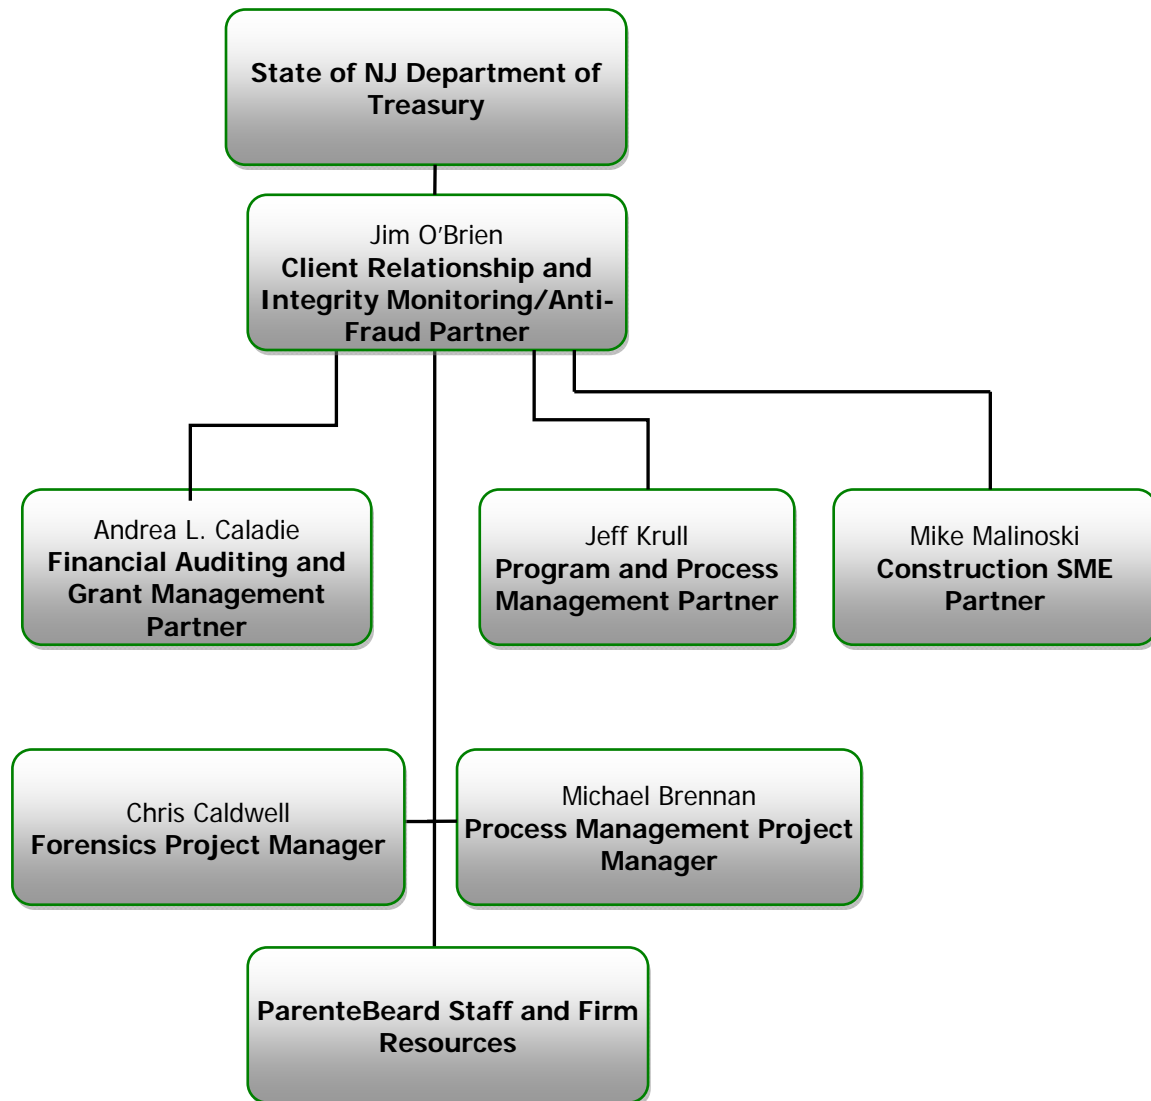 State of NJ Department of
Treasury
Jim O’Brien
Client Relationship and
Integrity Monitoring/Anti-
Fraud Partner
Andrea L. Caladie
Financial Auditing and
Grant Management
Partner
Jeff Krull
Program and Process
Management Partner
Mike Malinoski
Construction SME
Partner
Chris Caldwell
Forensics Project Manager
Michael Brennan
Process Management Project
Manager
ParenteBeard Staff and Firm
Resources